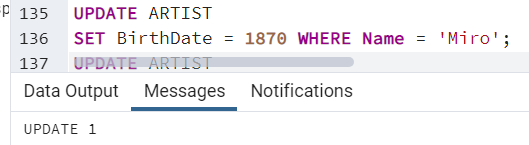 135 UPDATE ARTIST
136 SET BirthDate = 1870 WHERE Name = 'Miro';
137 UPDATE ARTIST
Data Output Messages Notifications
UPDATE 1